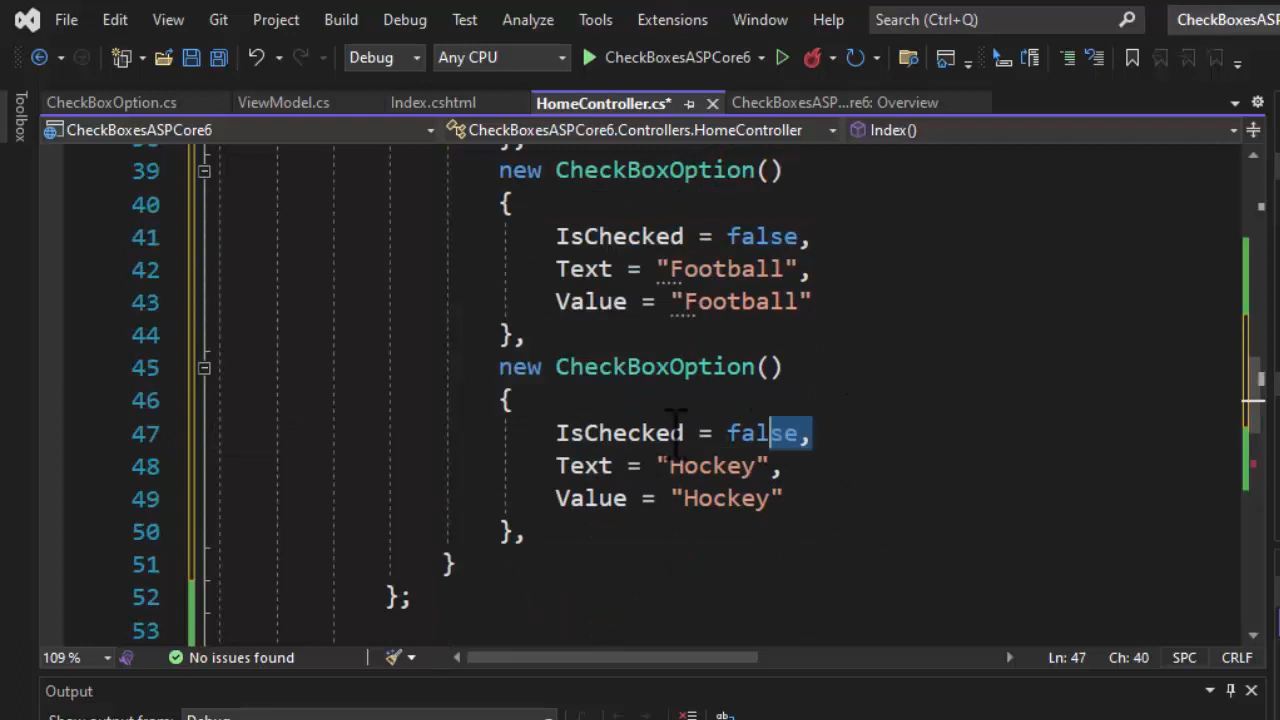 File Edit View Git Project Build Debug Test Analyze Tools Extensions Window Help Search (Ctrl+Q) CheckBoxesASP
Debug Any CPU CheckBoxesASPCore6
Toolbox
CheckBoxOption.cs ViewModel.cs Index.cshtml HomeController.cs* CheckBoxesASP...re6: Overview
CheckBoxesASPCore6 CheckBoxesASPCore6.Controllers.HomeController Index()
39 new CheckBoxOption()
40 {
41 IsChecked = false,
42 Text = "Football",
43 Value = "Football"
44 },
45 new CheckBoxOption()
46 {
47 IsChecked = false,
48 Text = "Hockey",
49 Value = "Hockey"
50 },
51 }
52 };
53
109 % No issues found Ln: 47 Ch: 40 SPC CRLF
Output
Show output from: Debug